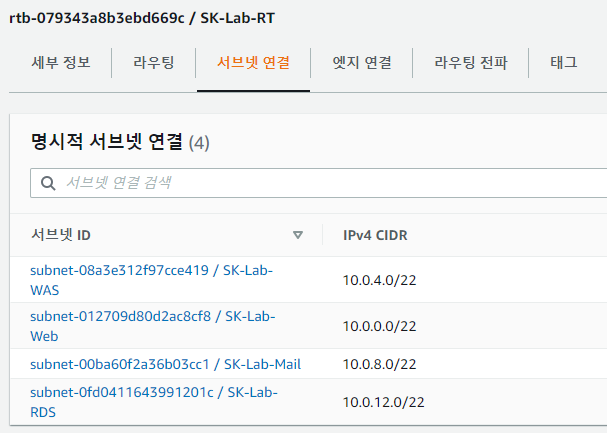 rtb-079343a8b3ebd669c / SK-Lab-RT
세부 정보 라우팅 서브넷 연결 엣지 연결 라우팅 전파 태그
명시적 서브넷 연결 (4)
서브넷 연결 검색
서브넷 ID IPv4 CIDR
subnet-08a3e312f97cce419 / SK-Lab-
WAS 10.0.4.0/22
subnet-012709d80d2ac8cf8 / SK-Lab-
Web 10.0.0.0/22
subnet-00ba60f2a36b03cc1 / SK-Lab-Mail 10.0.8.0/22
subnet-0fd0411643991201c / SK-Lab-
RDS 10.0.12.0/22